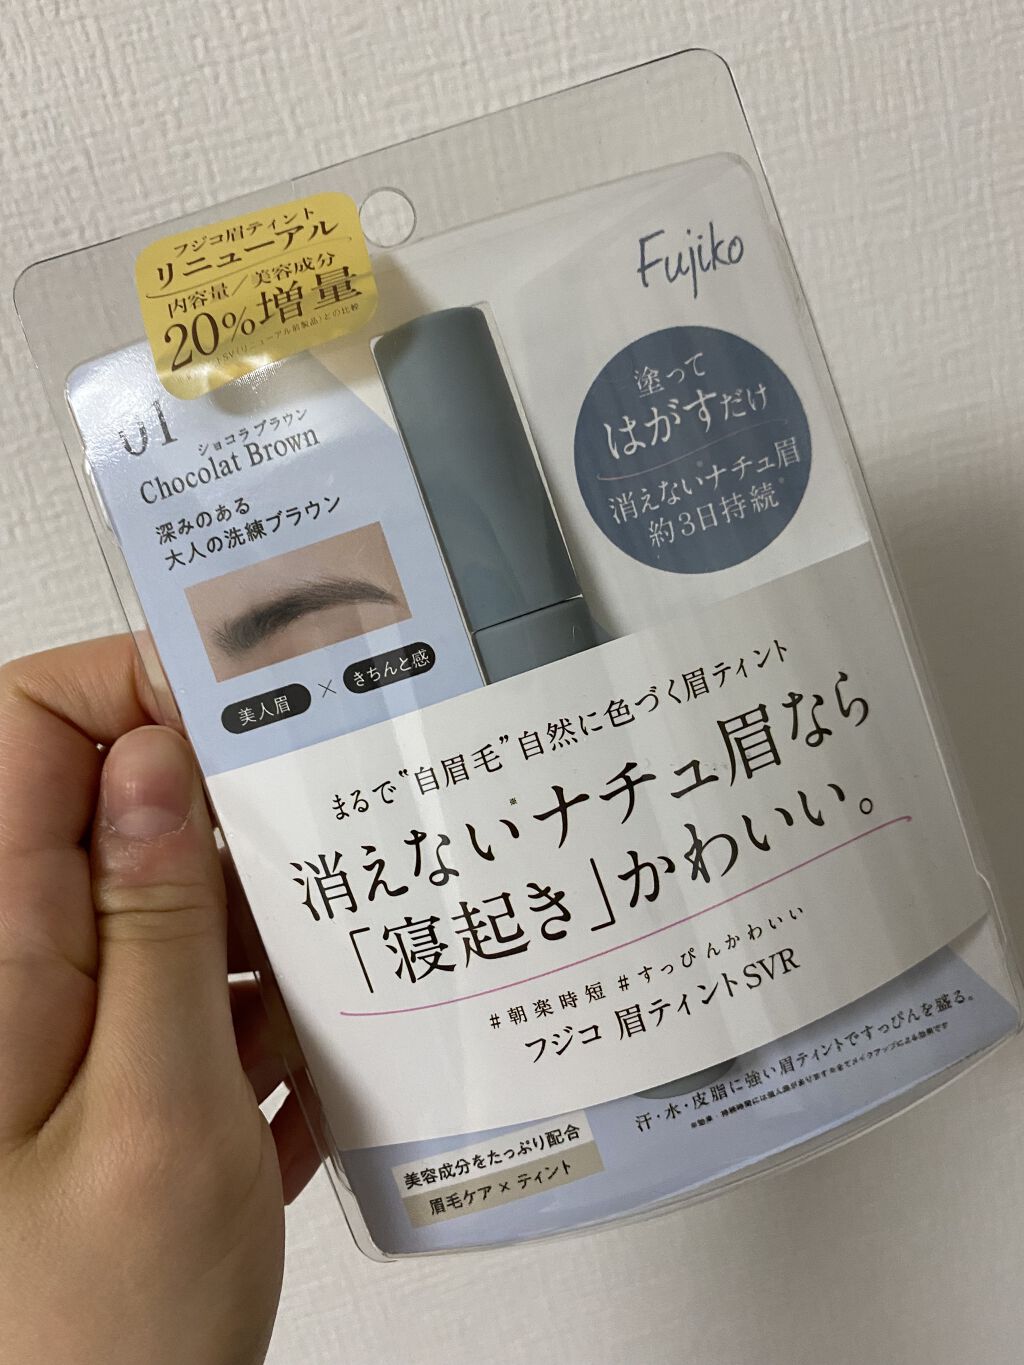 フジコ眉ティント
リニューアル
内容量/美容成分
20%増量
Fujiko
01
ショコラブラウン
Chocolat Brown
深みのある
大人の洗練ブラウン
美人眉 × きちんと感
塗って
はがすだけ
消えないナチュ眉※
約3日持続
まるで“自眉毛”自然に色づく眉ティント
消えない※ナチュ眉なら
「寝起き」かわいい。
#朝楽時短 #すっぴんかわいい
フジコ 眉ティントSVR
汗・水・皮脂に強い眉ティントですっぴんを盛る。
美容成分をたっぷり配合
眉毛ケア × ティント